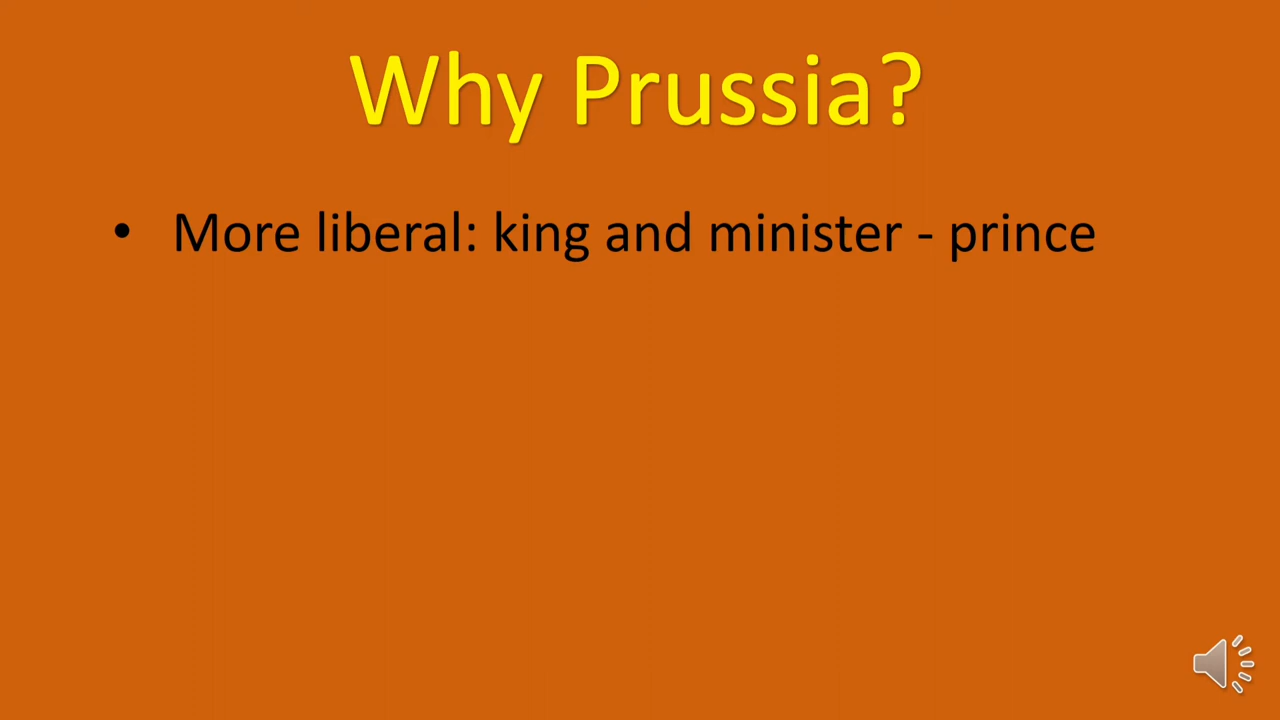 Why Prussia?
• More liberal: king and minister - prince